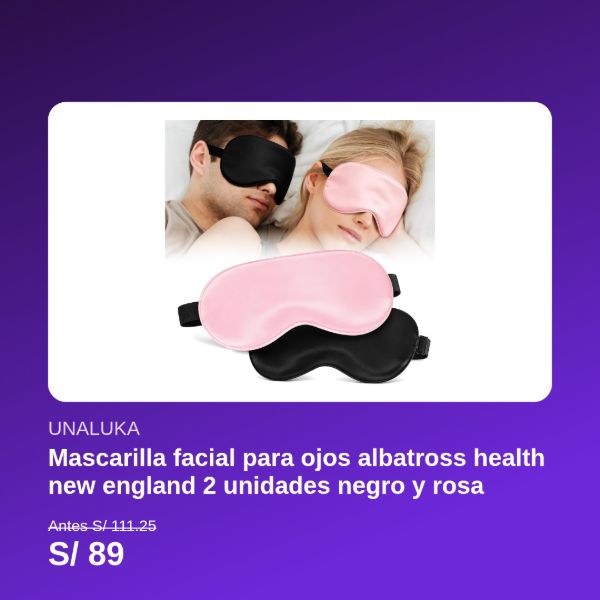 UNALUKA
Mascarilla facial para ojos albatross health
new england 2 unidades negro y rosa
Antes S/ 111.25
S/ 89